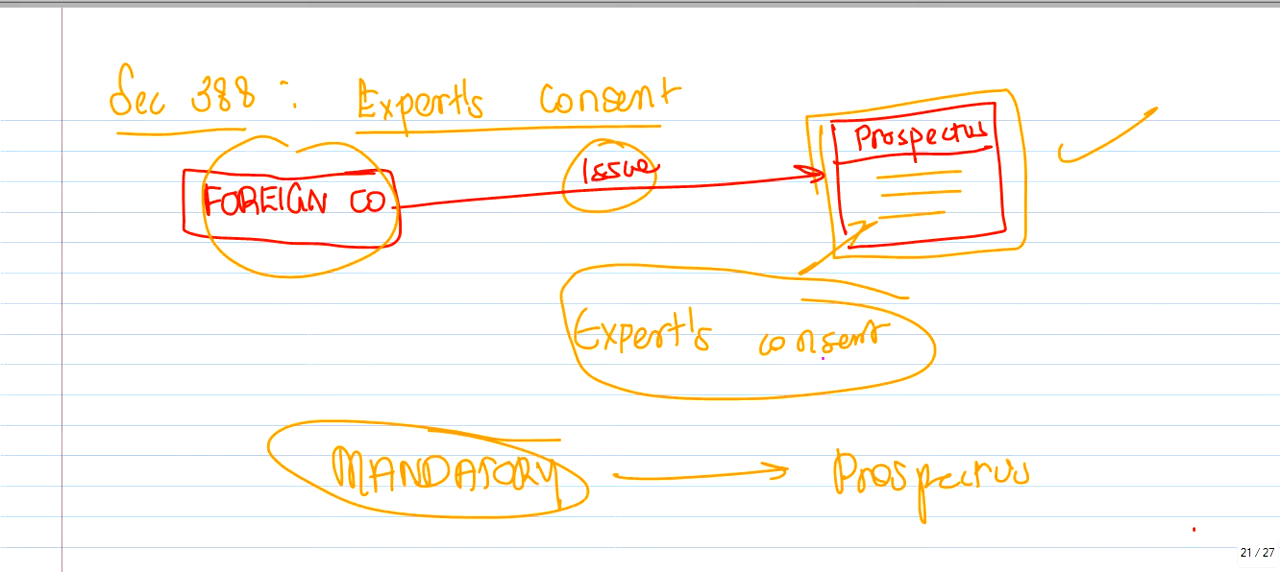 Sec 388 : Expert's consent
Prospectus
Issue
FOREIGN CO
Expert's consent
MANDATORY → Prospectus
21 / 27